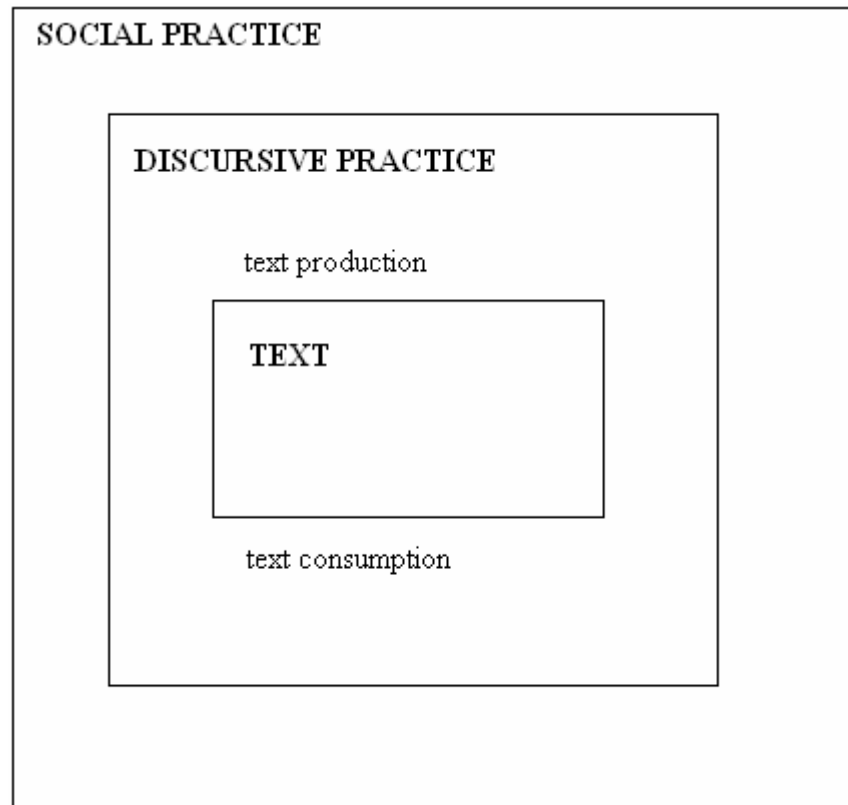 SOCIAL PRACTICE
DISCURSIVE PRACTICE
text production
TEXT
text consumption